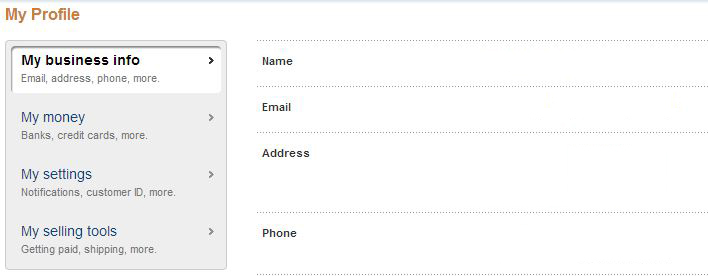 My Profile
My business info
Email, address, phone, more.
My money
Banks, credit cards, more.
My settings
Notifications, customer ID, more.
My selling tools
Getting paid, shipping, more.
Name
Email
Address
Phone